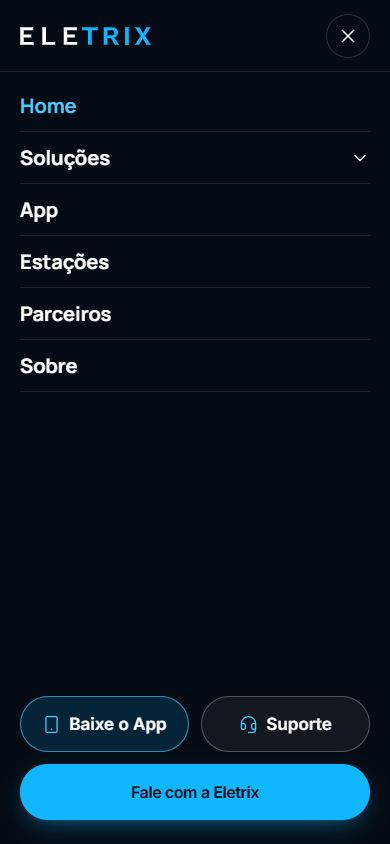 ELETRIX
Home
Soluções
App
Estações
Parceiros
Sobre
Baixe o App
Suporte
Fale com a Eletrix